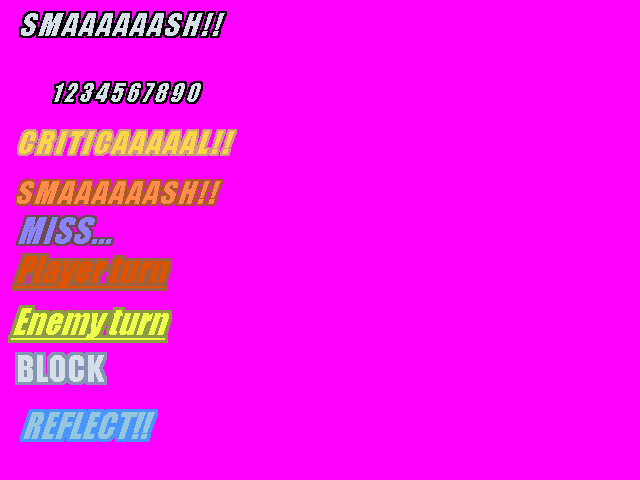 SMAAAAAASH!!
1234567890
CRITICAAAAAL!!
SMAAAAAASH!!
MISS...
Player turn
Enemy turn
BLOCK
REFLECT!!